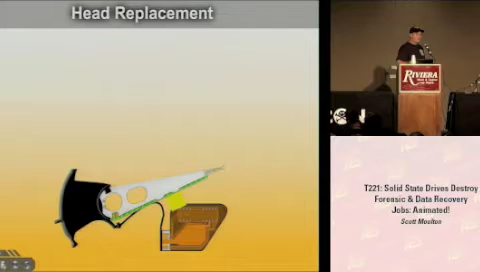 Head Replacement
RIVIERA
T221: Solid State Drives Destroy
Forensic & Data Recovery
Jobs: Animated!
Scott Moulton